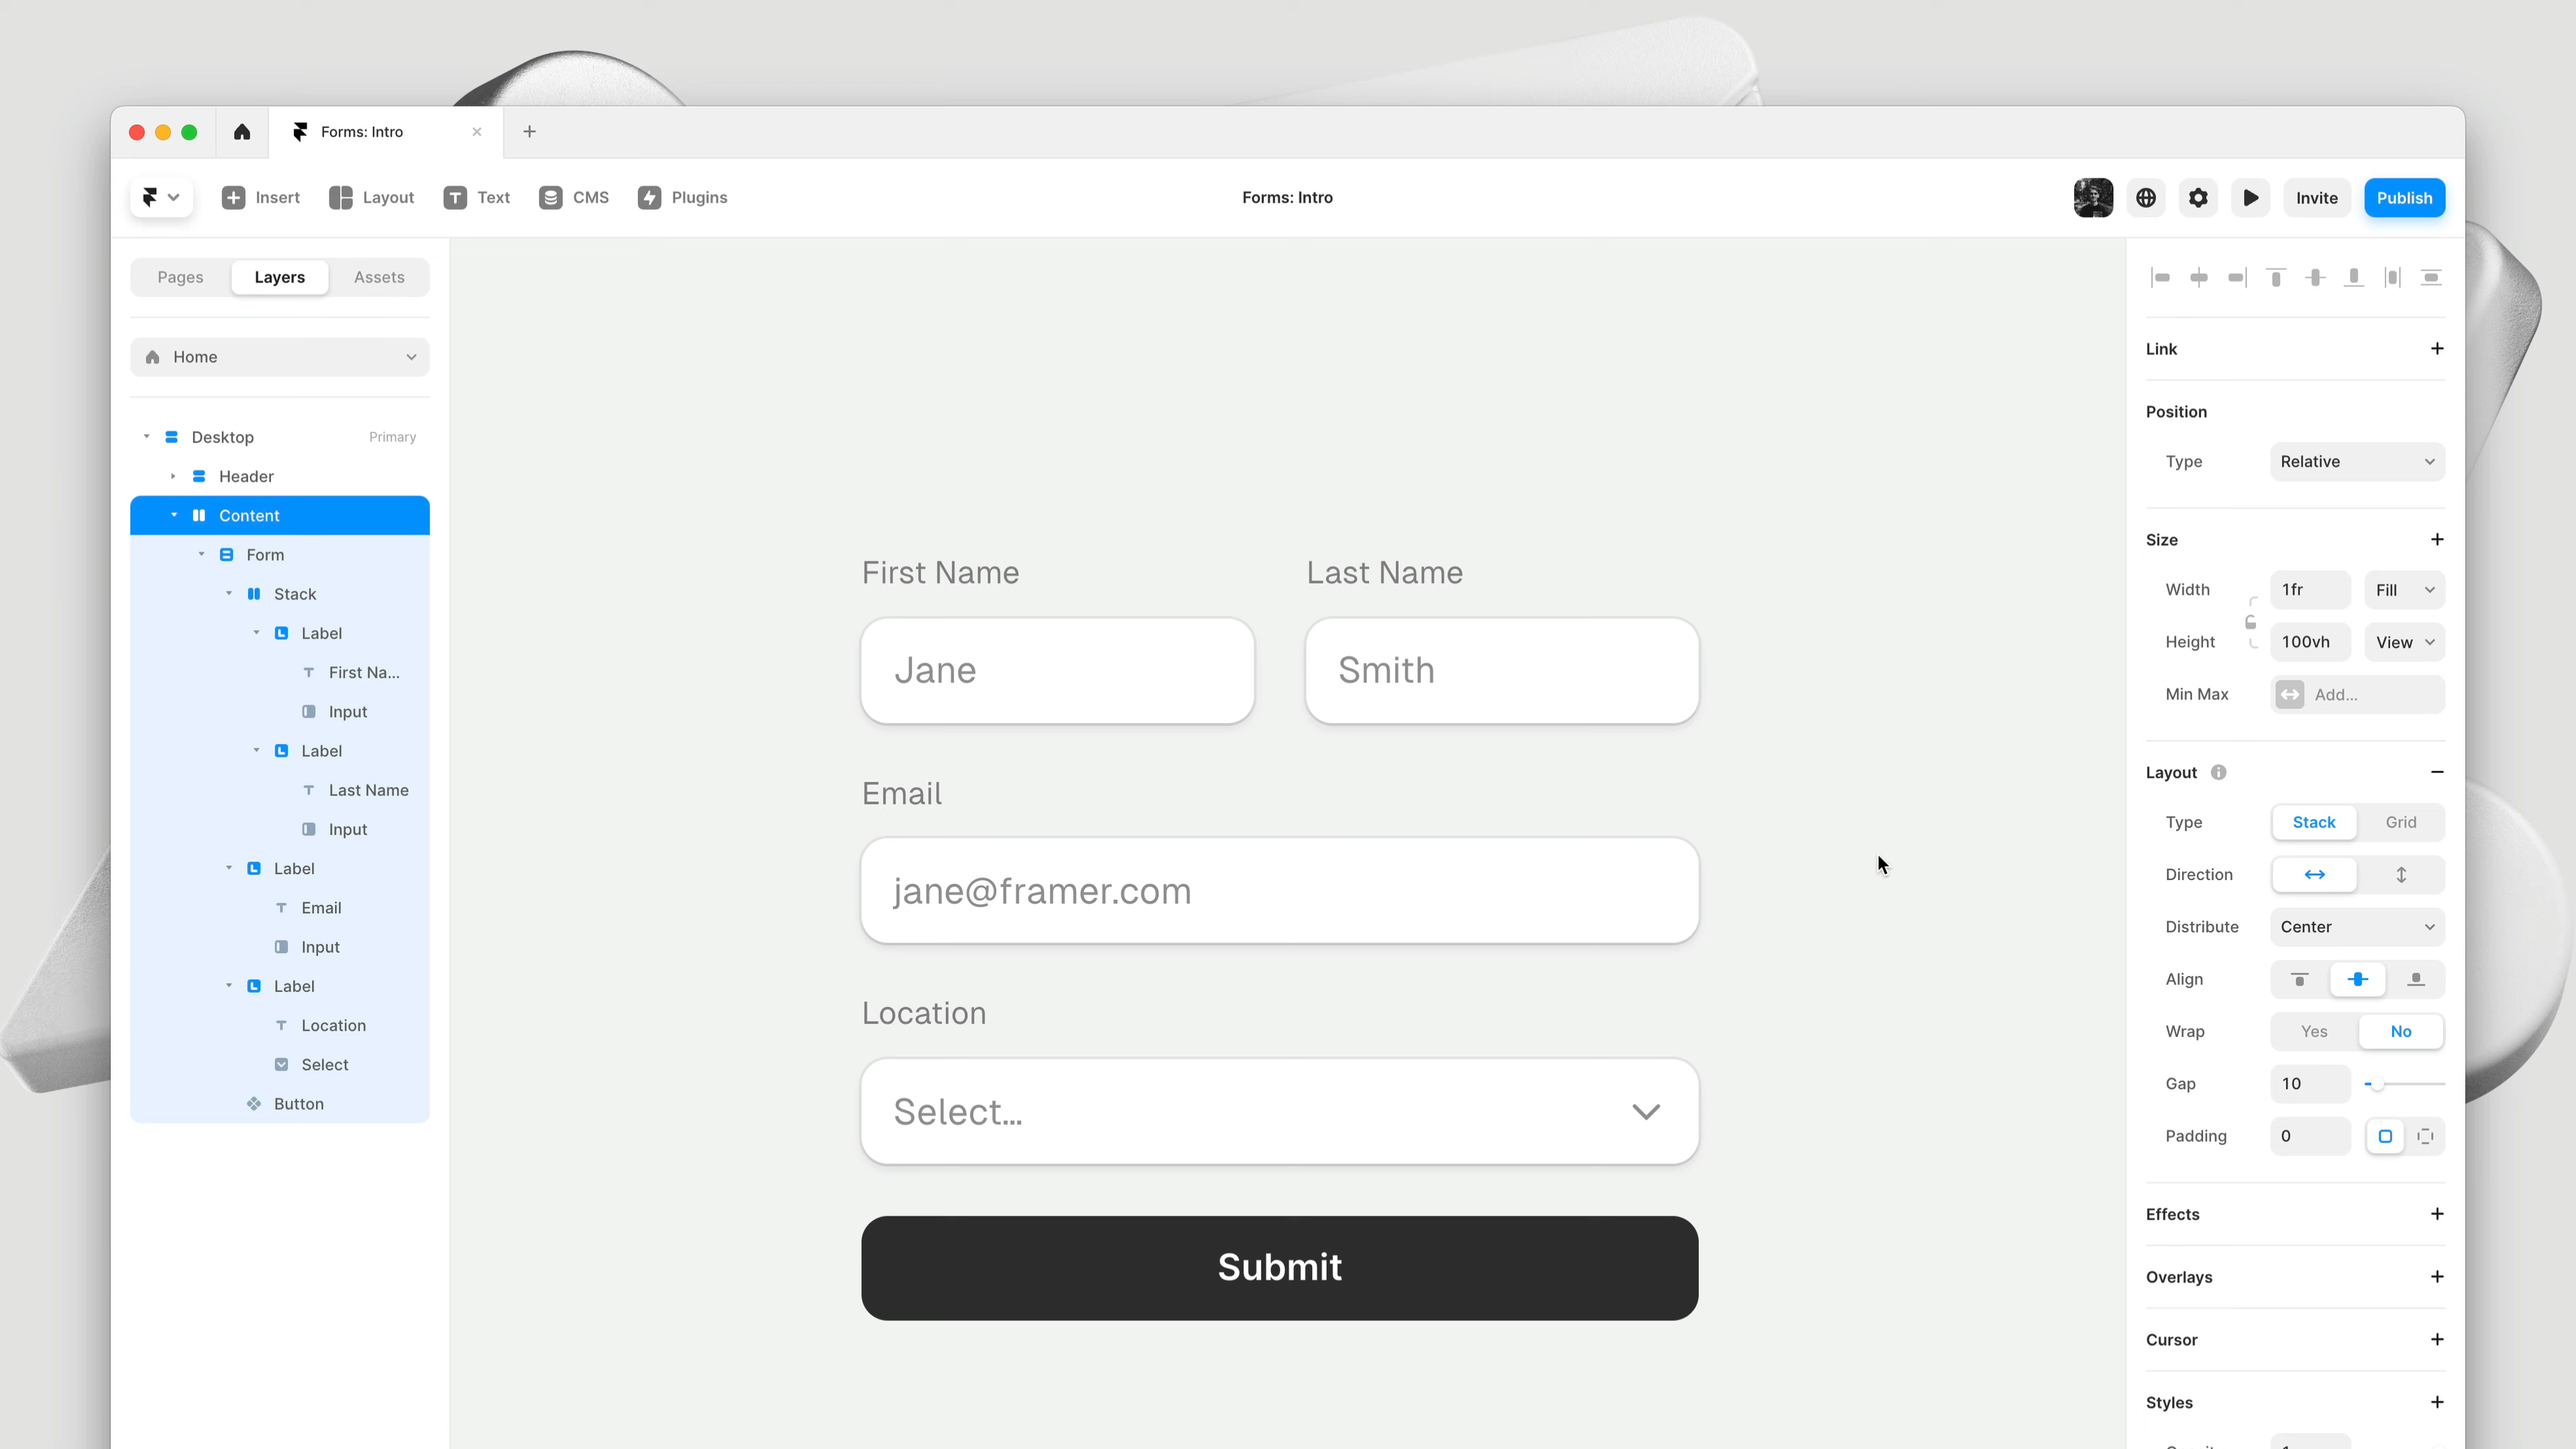 Forms: Intro
Insert
Layout
Text
CMS
Plugins
Forms: Intro
Invite
Publish
Pages
Layers
Assets
Home
Desktop
Primary
Header
Content
Form
Stack
Label
First Na...
Input
Label
Last Name
Input
Label
Email
Input
Label
Location
Select
Button
First Name
Last Name
Jane
Smith
Email
jane@framer.com
Location
Select...
Submit
Link
Position
Type
Relative
Size
Width
1fr
Fill
Height
100vh
View
Min Max
Add...
Layout
Type
Stack
Grid
Direction
Distribute
Center
Align
Wrap
Yes
No
Gap
10
Padding
0
Effects
Overlays
Cursor
Styles